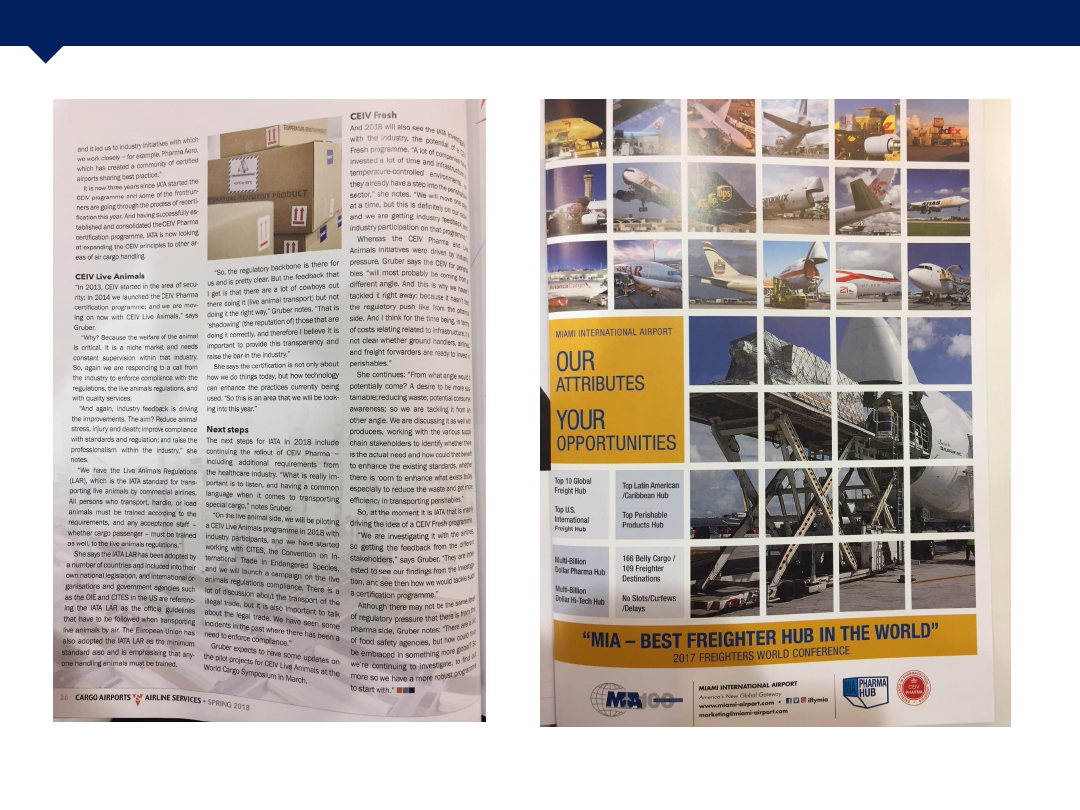 and it led us to industry initiatives with which
we work closely – for example, Pharma.Aero,
which has created a community of certified
airports sharing best practice."
It is now three years since IATA started the
CEIV programme and some of the frontrun-
ners are going through the process of recerti-
fication this year. And having successfully es-
tablished and consolidated the CEIV Pharma
certification programme, IATA is now looking
at expanding the CEIV principles to other ar-
eas of air cargo handling.
CEIV Live Animals
"In 2013, CEIV started in the area of secu-
rity; in 2014 we launched the CEIV Pharma
certification programme; and we are mov-
ing on now with CEIV Live Animals," says
Gruber.
"Why? Because the welfare of the animal
is critical. It is a niche market and needs
constant supervision within that industry.
So, again we are responding to a call from
the industry to enforce compliance with the
regulations, the live animals regulations, and
with quality services.
"And again, industry feedback is driving
the improvements. The aim? Reduce animal
stress, injury and death; improve compliance
with standards and regulation; and raise the
professionalism within the industry," she
notes.
"We have the Live Animals Regulations
(LAR), which is the IATA standard for trans-
porting live animals by commercial airlines.
All persons who transport, handle, or load
animals must be trained according to the
requirements, and any acceptance staff –
whether cargo passenger – must be trained
as well, to the live animals regulations."
She says the IATA LAR has been adopted by
a number of countries and included into their
own national legislation, and international or-
ganisations and government agencies such
as the OIE and CITES in the US are referenc-
ing the IATA LAR as the official guidelines
that have to be followed when transporting
live animals by air. The European Union has
also adopted the IATA LAR as the minimum
standard also and is emphasising that any-
one handling animals must be trained.
"So, the regulatory backbone is there for
us and is pretty clear. But the feedback that
I get is that there are a lot of cowboys out
there doing it (live animal transport) but not
doing it the right way," Gruber notes. "That is
'shadowing' (the reputation of) those that are
doing it correctly, and therefore I believe it is
important to provide this transparency and
raise the bar in the industry."
She says the certification is not only about
how we do things today, but how technology
can enhance the practices currently being
used. "So this is an area that we will be look-
ing into this year."
Next steps
The next steps for IATA in 2018 include
continuing the rollout of CEIV Pharma –
including additional requirements from
the healthcare industry. "What is really im-
portant is to listen, and having a common
language when it comes to transporting
special cargo," notes Gruber.
"On the live animal side, we will be piloting
a CEIV Live Animals programme in 2018 with
industry participants, and we have started
working with CITES, the Convention on In-
ternational Trade in Endangered Species,
and we will launch a campaign on the live
animals regulations compliance. There is a
lot of discussion about the transport of the
illegal trade, but it is also important to talk
about the legal trade. We have seen some
incidents in the past where there has been a
need to enforce compliance."
Gruber expects to have some updates on
the pilot projects for CEIV Live Animals at the
World Cargo Symposium in March.
CEIV Fresh
And 2018 will also see the IATA
with the industry, the potential of a
Fresh programme. "A lot of
invested a lot of time and
temperature-controlled
they already have a step into the
sector," she notes. "We will move one
at a time, but this is definitely on our
and we are getting industry feedback
industry participation on that
Whereas the CEIV Pharma and Live
Animals initiatives were driven by
pressure, Gruber says the CEIV for
bles "will most probably be coming from a
different angle. And this is why we haven't
tackled it right away: because it hasn't had
the regulatory push like from the pharma
side. And I think for the time being, in terms
of costs relating related to infrastructure, it is
not clear whether ground handlers, airlines,
and freight forwarders are ready to invest in
perishables."
She continues: "From what angle would it
potentially come? A desire to be more sus-
tainable; reducing waste; potential consumer
awareness; so we are tackling it from an-
other angle. We are discussing it as well with
producers, working with the various supply
chain stakeholders to identify whether there
is the actual need and how could that benefit
to enhance the existing standards, whether
there is room to enhance what exists today
especially to reduce the waste and get more
efficiency in transporting perishables."
So, at the moment it is IATA that is mainly
driving the idea of a CEIV Fresh programme.
"We are investigating it with the airlines,
so getting the feedback from the different
stakeholders," says Gruber. "They are inter-
ested to see our findings from the investiga-
tion, and see then how we would tackle such
a certification programme."
Although there may not be the same level
of regulatory pressure that there is from the
pharma side, Gruber notes: "There are a lot
of food safety agencies, but how could they
be embraced in something more global? So
we're continuing to investigate, to find out
more so we have a more robust programme
to start with."
36 CARGO AIRPORTS AIRLINE SERVICES • SPRING 2018
MIAMI INTERNATIONAL AIRPORT
OUR
ATTRIBUTES
YOUR
OPPORTUNITIES
Top 10 Global
Freight Hub
Top Latin American
/Caribbean Hub
Top U.S.
International
Freight Hub
Top Perishable
Products Hub
Multi-Billion
Dollar Pharma Hub
166 Belly Cargo /
109 Freighter
Destinations
Multi-Billion
Dollar Hi-Tech Hub
No Slots/Curfews
/Delays
"MIA – BEST FREIGHTER HUB IN THE WORLD"
2017 FREIGHTERS WORLD CONFERENCE
MIA
MIAMI INTERNATIONAL AIRPORT
America's New Global Gateway
www.miami-airport.com • iflymia
marketing@miami-airport.com
MIA PHARMA
HUB
CEIV
PHARMA
ups
FedEx